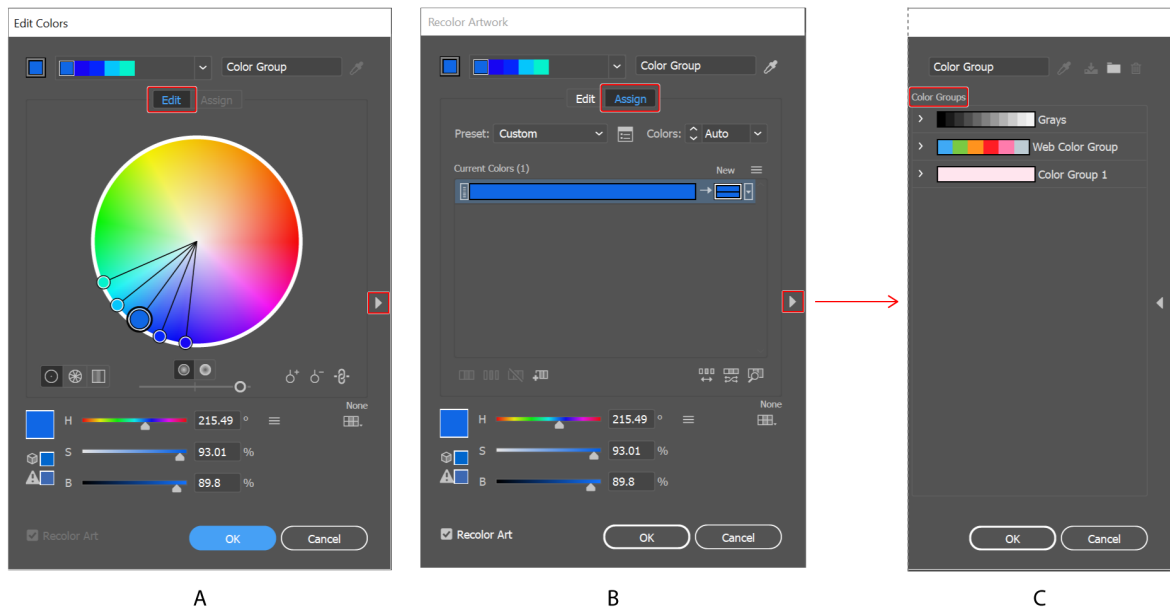 Edit Colors
Color Group
Edit Assign
H 215.49 °
None
S 93.01 %
B 89.8 %
Recolor Art
OK Cancel
A
Recolor Artwork
Color Group
Edit Assign
Preset: Custom Colors: Auto
Current Colors (1) New
H 215.49 °
None
S 93.01 %
B 89.8 %
Recolor Art
OK Cancel
B
Color Group
Color Groups
Grays
Web Color Group
Color Group 1
OK Cancel
C